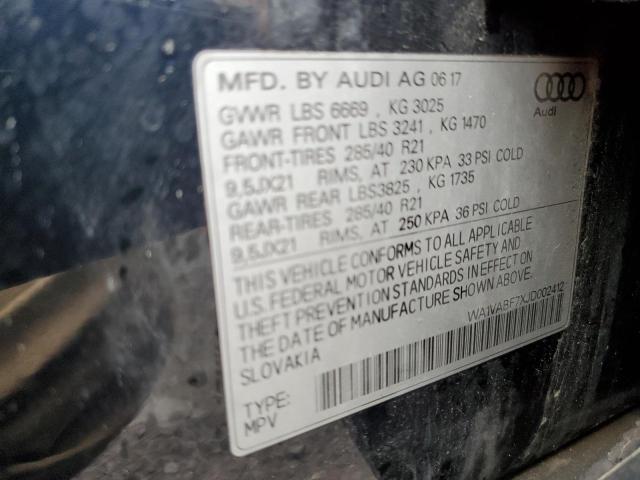 MFD. BY AUDI AG 06 17
GVWR LBS 6669 , KG 3025
GAWR FRONT LBS 3241 , KG 1470
FRONT-TIRES 285/40 R21
9,5JX21 RIMS, AT 230 KPA 33 PSI COLD
GAWR REAR LBS3825 , KG 1735
REAR-TIRES 285/40 R21
9,5JX21 RIMS, AT 250 KPA 36 PSI COLD
THIS VEHICLE CONFORMS TO ALL APPLICABLE
U.S. FEDERAL MOTOR VEHICLE SAFETY AND
THEFT PREVENTION STANDARDS IN EFFECT ON
THE DATE OF MANUFACTURE SHOWN ABOVE.
SLOVAKIA
WA1VABF7XJD002412
TYPE:
MPV
Audi